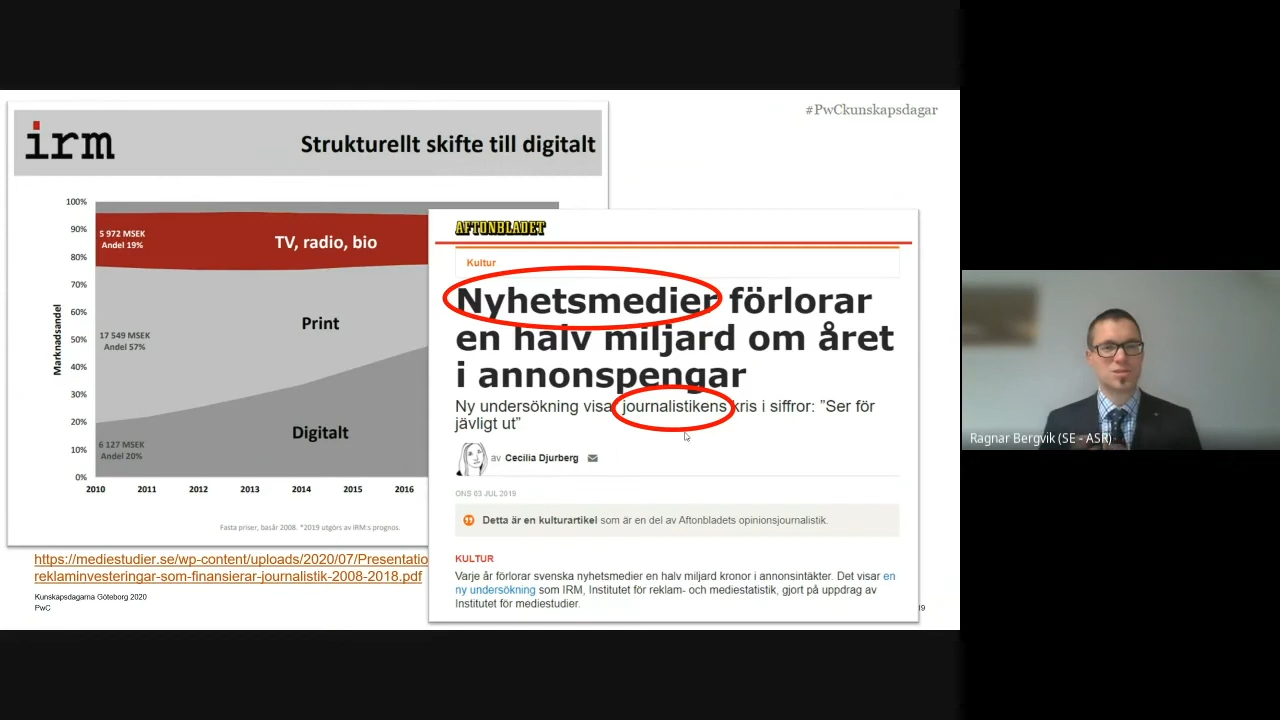 #PwCkunskapsdagar
irm
Strukturellt skifte till digitalt
100%
90%
80%
70%
60%
50%
40%
30%
20%
10%
0%
Marknadsandel
5 972 MSEK
Andel 19%
TV, radio, bio
17 549 MSEK
Andel 57%
Print
6 127 MSEK
Andel 20%
Digitalt
2010 2011 2012 2013 2014 2015 2016
Fasta priser, basår 2008. *2019 utgörs av IRM:s prognos.
https://mediestudier.se/wp-content/uploads/2020/07/Presentatio
reklaminvesteringar-som-finansierar-journalistik-2008-2018.pdf
Kunskapsdagarna Göteborg 2020
PwC
AFTONBLADET
Kultur
Nyhetsmedier förlorar
en halv miljard om året
i annonspengar
Ny undersökning visar journalistikens kris i siffror: ”Ser för
jävligt ut”
av Cecilia Djurberg
ONS 03 JUL 2019
Detta är en kulturartikel som är en del av Aftonbladets opinionsjournalistik.
KULTUR
Varje år förlorar svenska nyhetsmedier en halv miljard kronor i annonsintäkter. Det visar en
ny undersökning som IRM, Institutet för reklam- och mediestatistik, gjort på uppdrag av
Institutet för mediestudier.
Ragnar Bergvik (SE - ASR)